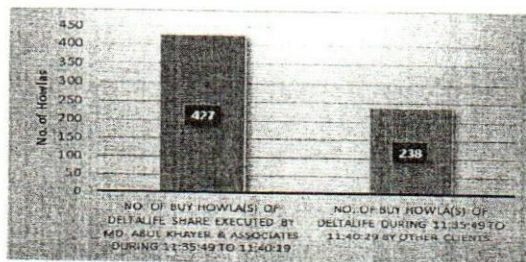 No. of Howlas
450
400
350
300
250
200
150
100
50
0
427
238
NO. OF BUY HOWLA(S) OF
DELTALIFE SHARE EXECUTED BY
MD. ABUL KHAYER & ASSOCIATES
DURING 11:35:49 TO 11:40:29
NO. OF BUY HOWLA(S) OF
DELTALIFE DURING 11:35:49 TO
11:40:29 BY OTHER CLIENTS